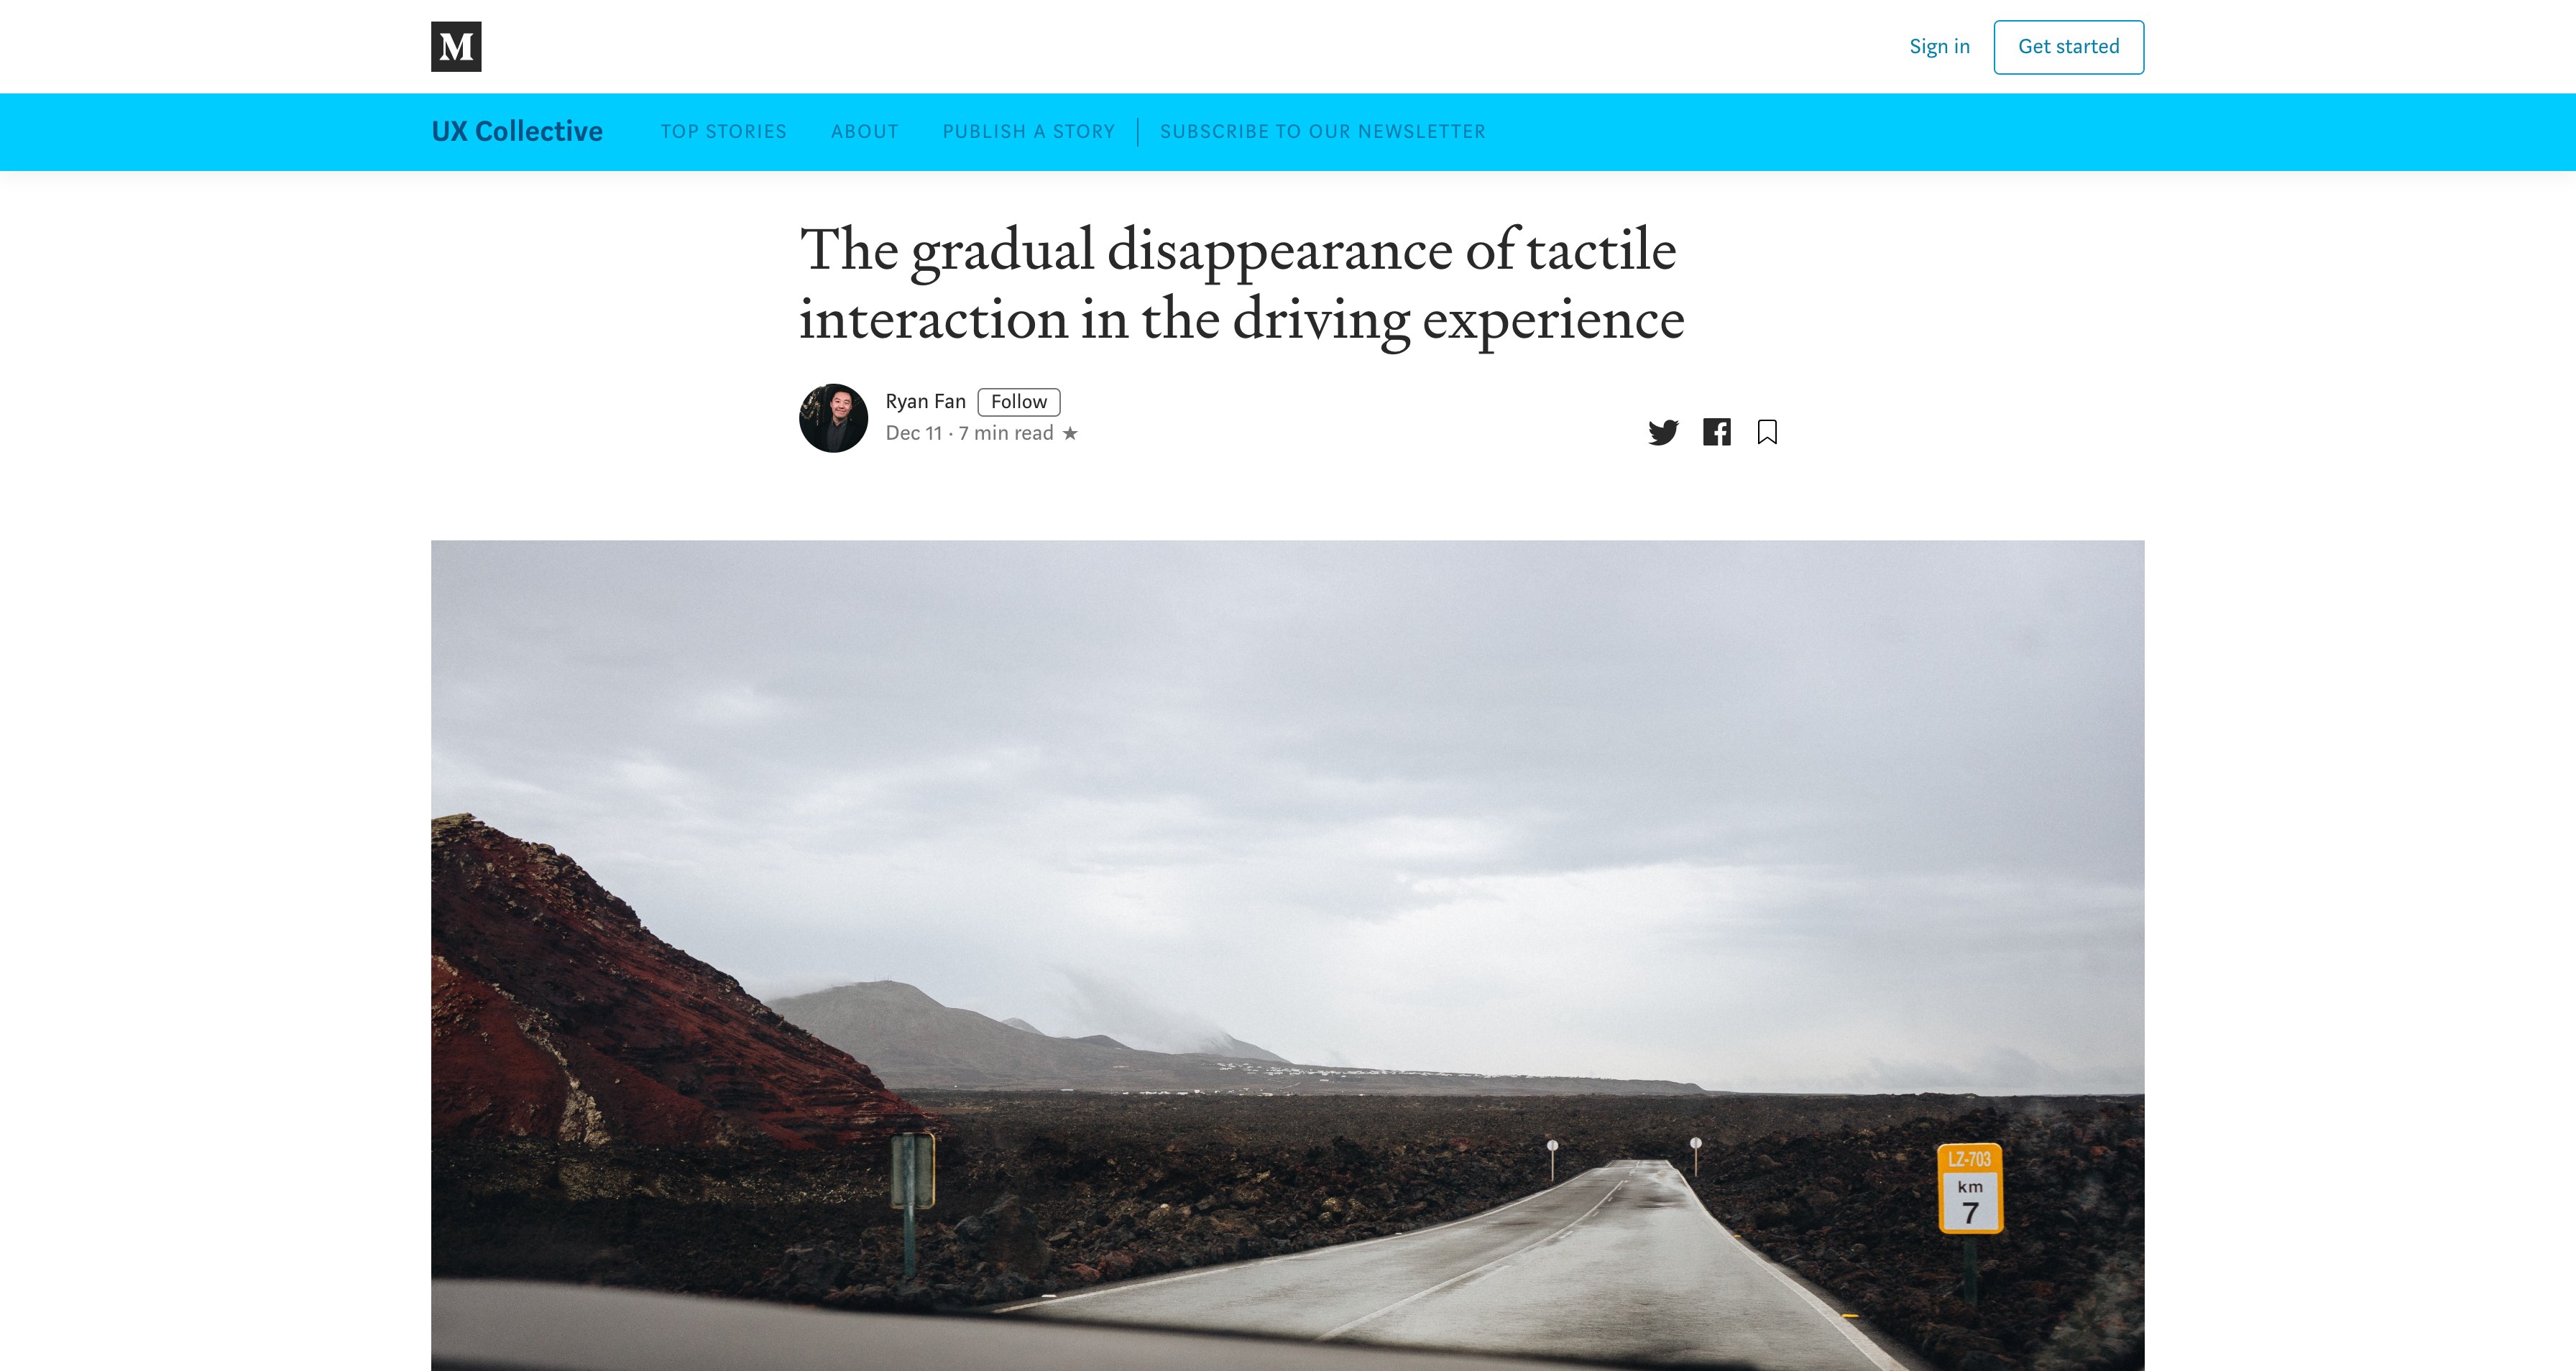 M
Sign in
Get started
UX Collective
TOP STORIES
ABOUT
PUBLISH A STORY
SUBSCRIBE TO OUR NEWSLETTER
The gradual disappearance of tactile
interaction in the driving experience
Ryan Fan
Follow
Dec 11 · 7 min read ★
LZ-703
km
7